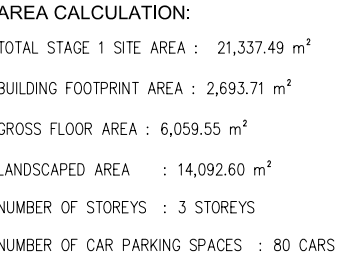 AREA CALCULATION:
TOTAL STAGE 1 SITE AREA : 21,337.49 m²
BUILDING FOOTPRINT AREA : 2,693.71 m²
GROSS FLOOR AREA : 6,059.55 m²
LANDSCAPED AREA : 14,092.60 m²
NUMBER OF STOREYS : 3 STOREYS
NUMBER OF CAR PARKING SPACES : 80 CARS